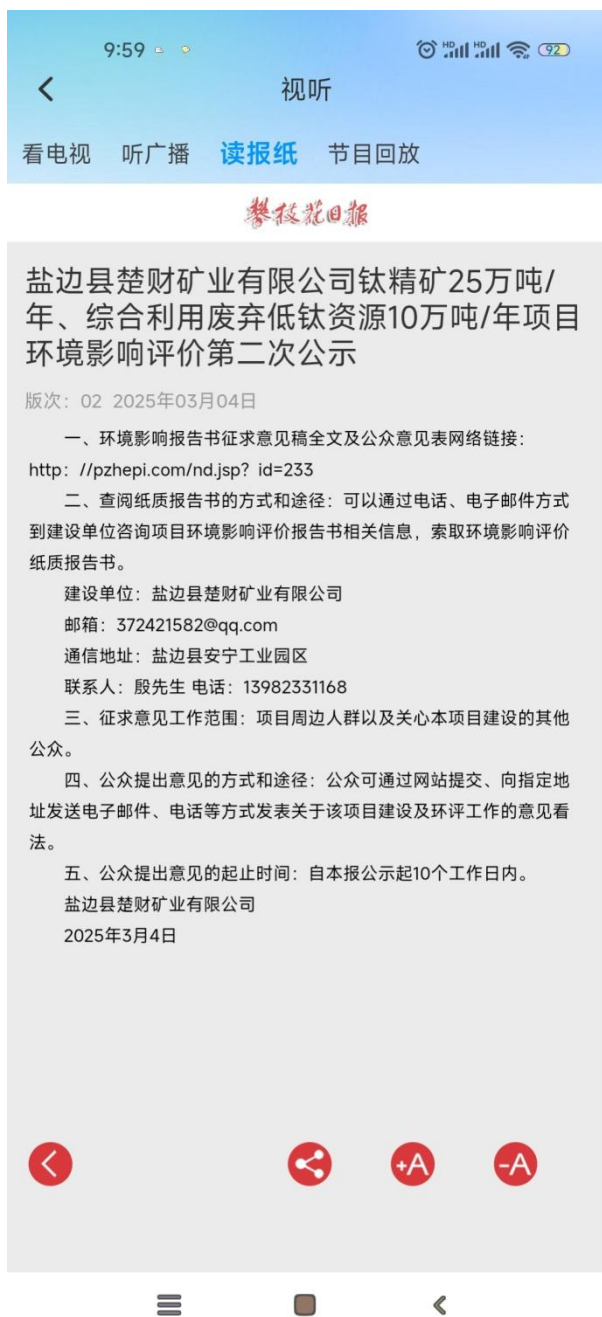 9:59
HD HD 92
视听
看电视 听广播 读报纸 节目回放
攀枝花日报
盐边县楚财矿业有限公司钛精矿25万吨/
年、综合利用废弃低钛资源10万吨/年项目
环境影响评价第二次公示
版次：02 2025年03月04日
一、环境影响报告书征求意见稿全文及公众意见表网络链接：
http：//pzhepi.com/nd.jsp？id=233
二、查阅纸质报告书的方式和途径：可以通过电话、电子邮件方式
到建设单位咨询项目环境影响评价报告书相关信息，索取环境影响评价
纸质报告书。
建设单位：盐边县楚财矿业有限公司
邮箱：372421582@qq.com
通信地址：盐边县安宁工业园区
联系人：殷先生 电话：13982331168
三、征求意见工作范围：项目周边人群以及关心本项目建设的其他
公众。
四、公众提出意见的方式和途径：公众可通过网站提交、向指定地
址发送电子邮件、电话等方式发表关于该项目建设及环评工作的意见看
法。
五、公众提出意见的起止时间：自本报公示起10个工作日内。
盐边县楚财矿业有限公司
2025年3月4日
+A -A